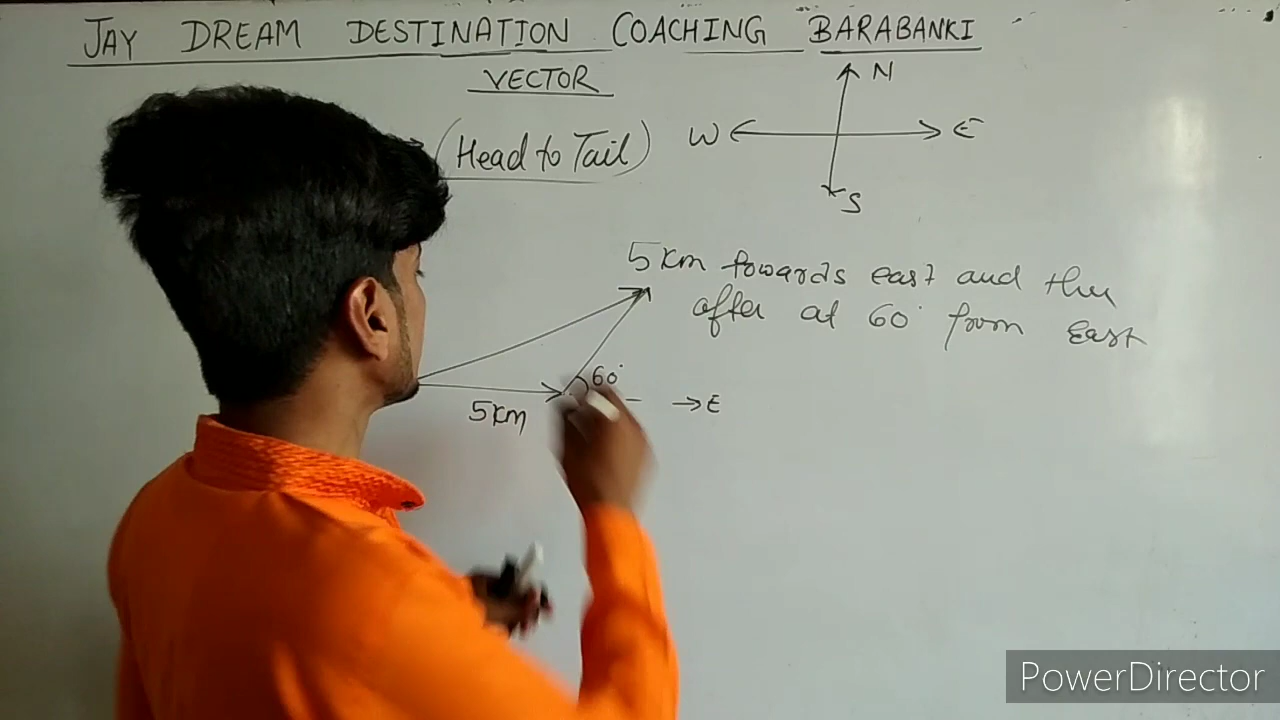 JAY DREAM DESTINATION COACHING BARABANKI
VECTOR
(Head to Tail)
N
W E
S
5km towards east and
after at 60° from East
60°
5km → E
PowerDirector